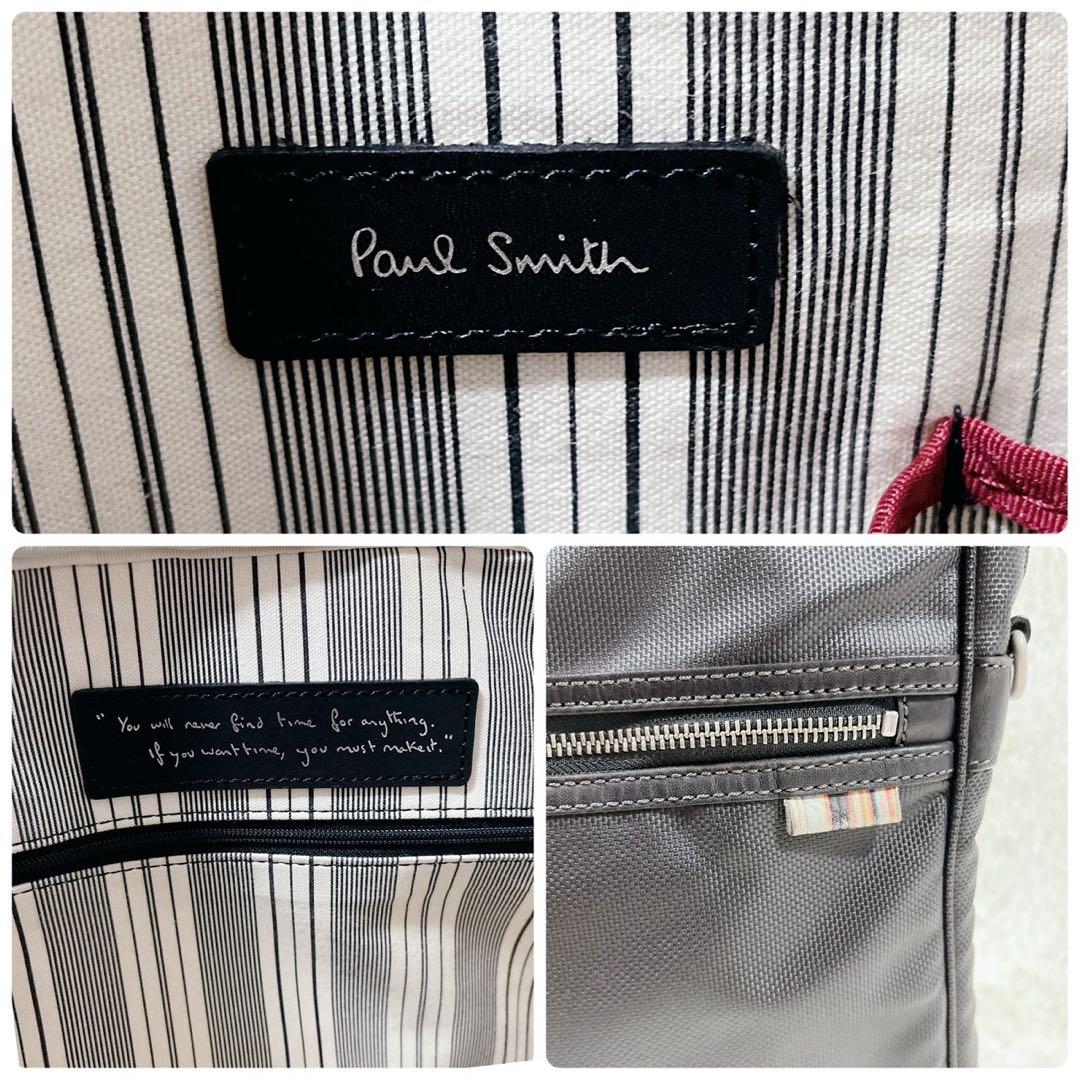 Paul Smith
"You will never find time for anything.
If you want time, you must make it."